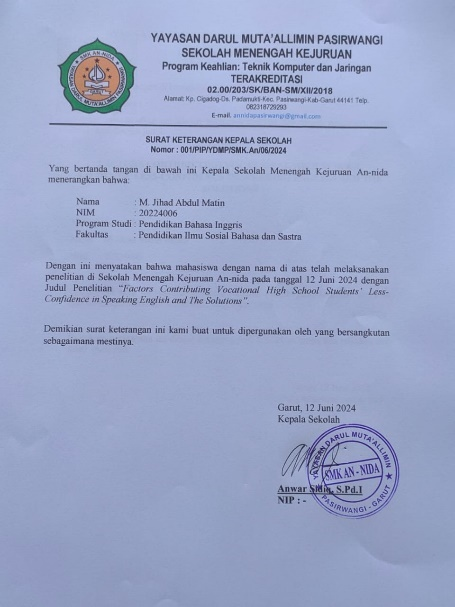 YAYASAN DARUL MUTA'ALLIMIN PASIRWANGI
SEKOLAH MENENGAH KEJURUAN
Program Keahlian: Teknik Komputer dan Jaringan
TERAKREDITASI
02.00/203/SK/BAN-SM/XII/2018
Alamat: Kp. Cigadog-Ds. Padamukti-Kec. Pasirwangi-Kab-Garut 44141 Telp.
082318729293
E-mail. annidapasirwangi@gmail.com
SURAT KETERANGAN KEPALA SEKOLAH
Nomor : 001/PIP/YDMP/SMK.An/06/2024
Yang bertanda tangan di bawah ini Kepala Sekolah Menengah Kejuruan An-nida
menerangkan bahwa:
Nama : M. Jihad Abdul Matin
NIM : 20224006
Program Studi : Pendidikan Bahasa Inggris
Fakultas : Pendidikan Ilmu Sosial Bahasa dan Sastra
Dengan ini menyatakan bahwa mahasiswa dengan nama di atas telah melaksanakan
penelitian di Sekolah Menengah Kejuruan An-nida pada tanggal 12 Juni 2024 dengan
Judul Penelitian "Factors Contributing Vocational High School Students' Less-
Confidence in Speaking English and The Solutions".
Demikian surat keterangan ini kami buat untuk dipergunakan oleh yang bersangkutan
sebagaimana mestinya.
Garut, 12 Juni 2024
Kepala Sekolah
YAYASAN DARUL MUTA'ALLIMIN
SMK AN - NIDA
PASIRWANGI - GARUT
Anwar S.Pd.I
NIP : -